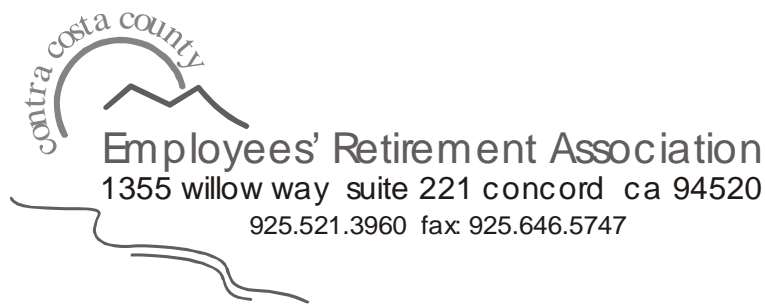 contra costa county
Employees' Retirement Association
1355 willow way suite 221 concord ca 94520
925.521.3960 fax: 925.646.5747